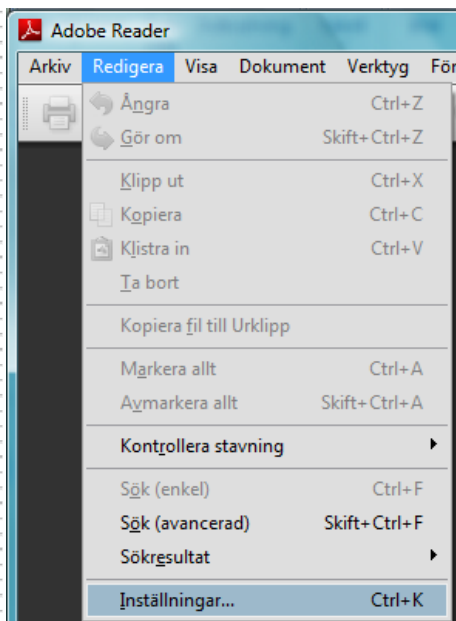 Adobe Reader
Arkiv Redigera Visa Dokument Verktyg För
Ångra Ctrl+Z
Gör om Skift+Ctrl+Z
Klipp ut Ctrl+X
Kopiera Ctrl+C
Klistra in Ctrl+V
Ta bort
Kopiera fil till Urklipp
Markera allt Ctrl+A
Avmarkera allt Skift+Ctrl+A
Kontrollera stavning
Sök (enkel) Ctrl+F
Sök (avancerad) Skift+Ctrl+F
Sökresultat
Inställningar... Ctrl+K